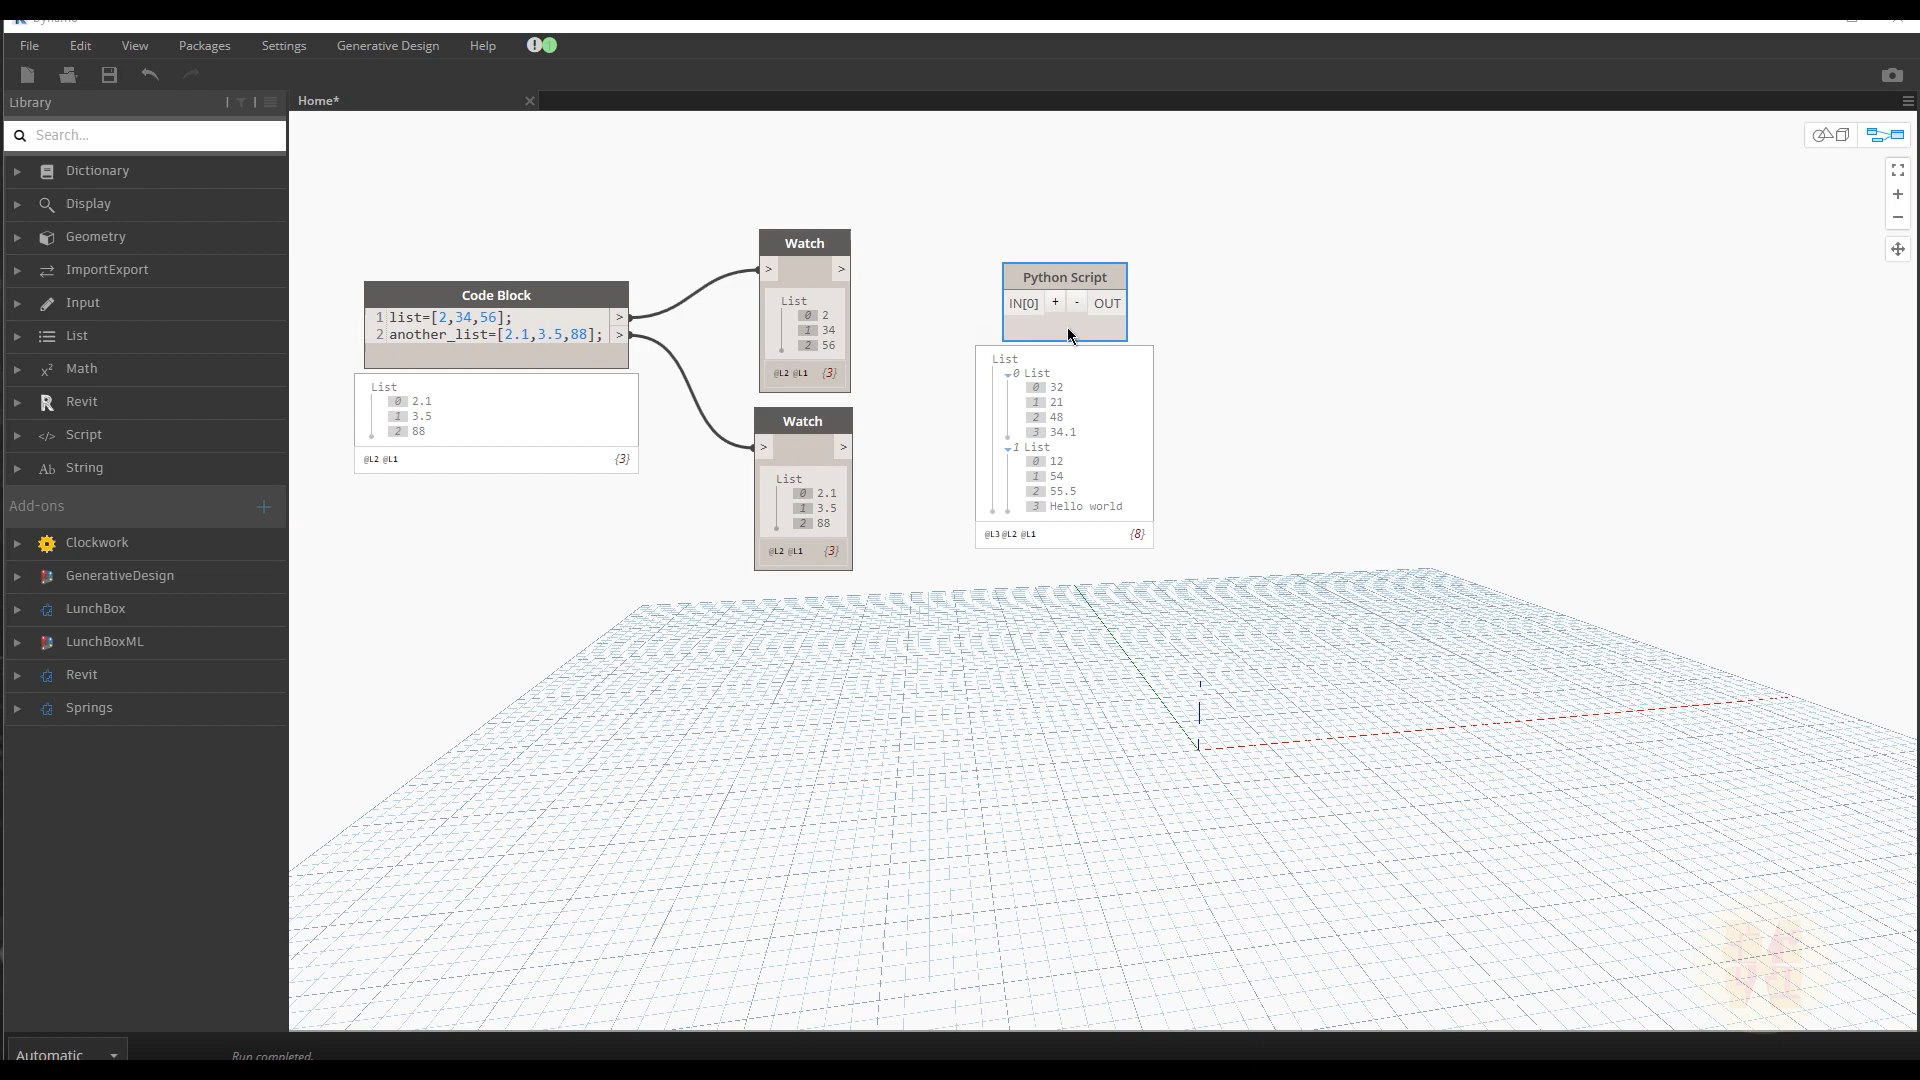 Dynamo
File Edit View Packages Settings Generative Design Help
Library
Home*
Search...
Dictionary
Display
Geometry
ImportExport
Input
List
Math
Revit
Script
Ab String
Add-ons
Clockwork
GenerativeDesign
LunchBox
LunchBoxML
Revit
Springs
Code Block
1 list=[2,34,56]; >
2 another_list=[2.1,3.5,88]; >
List
0 2.1
1 3.5
2 88
@L2 @L1 {3}
Watch
> >
List
0 2
1 34
2 56
@L2 @L1 {3}
Watch
> >
List
0 2.1
1 3.5
2 88
@L2 @L1 {3}
Python Script
IN[0] + - OUT
List
0 List
0 32
1 21
2 48
3 34.1
1 List
0 12
1 54
2 55.5
3 Hello world
@L3 @L2 @L1 {8}
Automatic
Run completed.